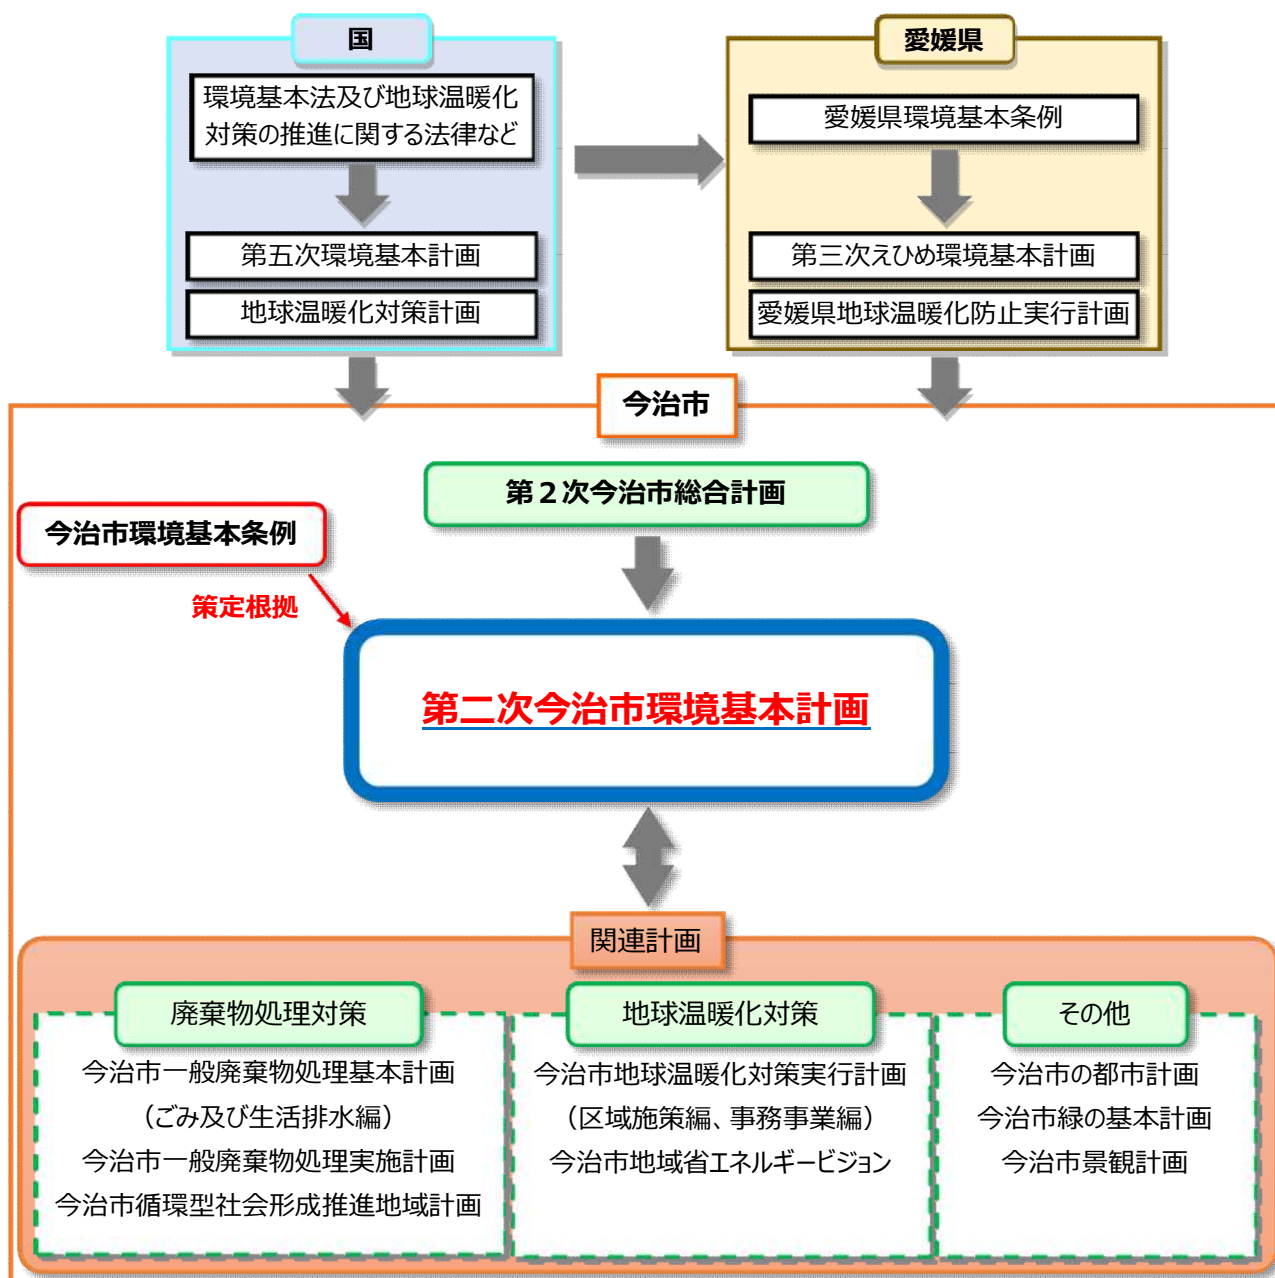 国
環境基本法及び地球温暖化
対策の推進に関する法律など
第五次環境基本計画
地球温暖化対策計画
愛媛県
愛媛県環境基本条例
第三次えひめ環境基本計画
愛媛県地球温暖化防止実行計画
今治市
第２次今治市総合計画
今治市環境基本条例
策定根拠
第二次今治市環境基本計画
関連計画
廃棄物処理対策
今治市一般廃棄物処理基本計画
（ごみ及び生活排水編）
今治市一般廃棄物処理実施計画
今治市循環型社会形成推進地域計画
地球温暖化対策
今治市地球温暖化対策実行計画
（区域施策編、事務事業編）
今治市地域省エネルギービジョン
その他
今治市の都市計画
今治市緑の基本計画
今治市景観計画